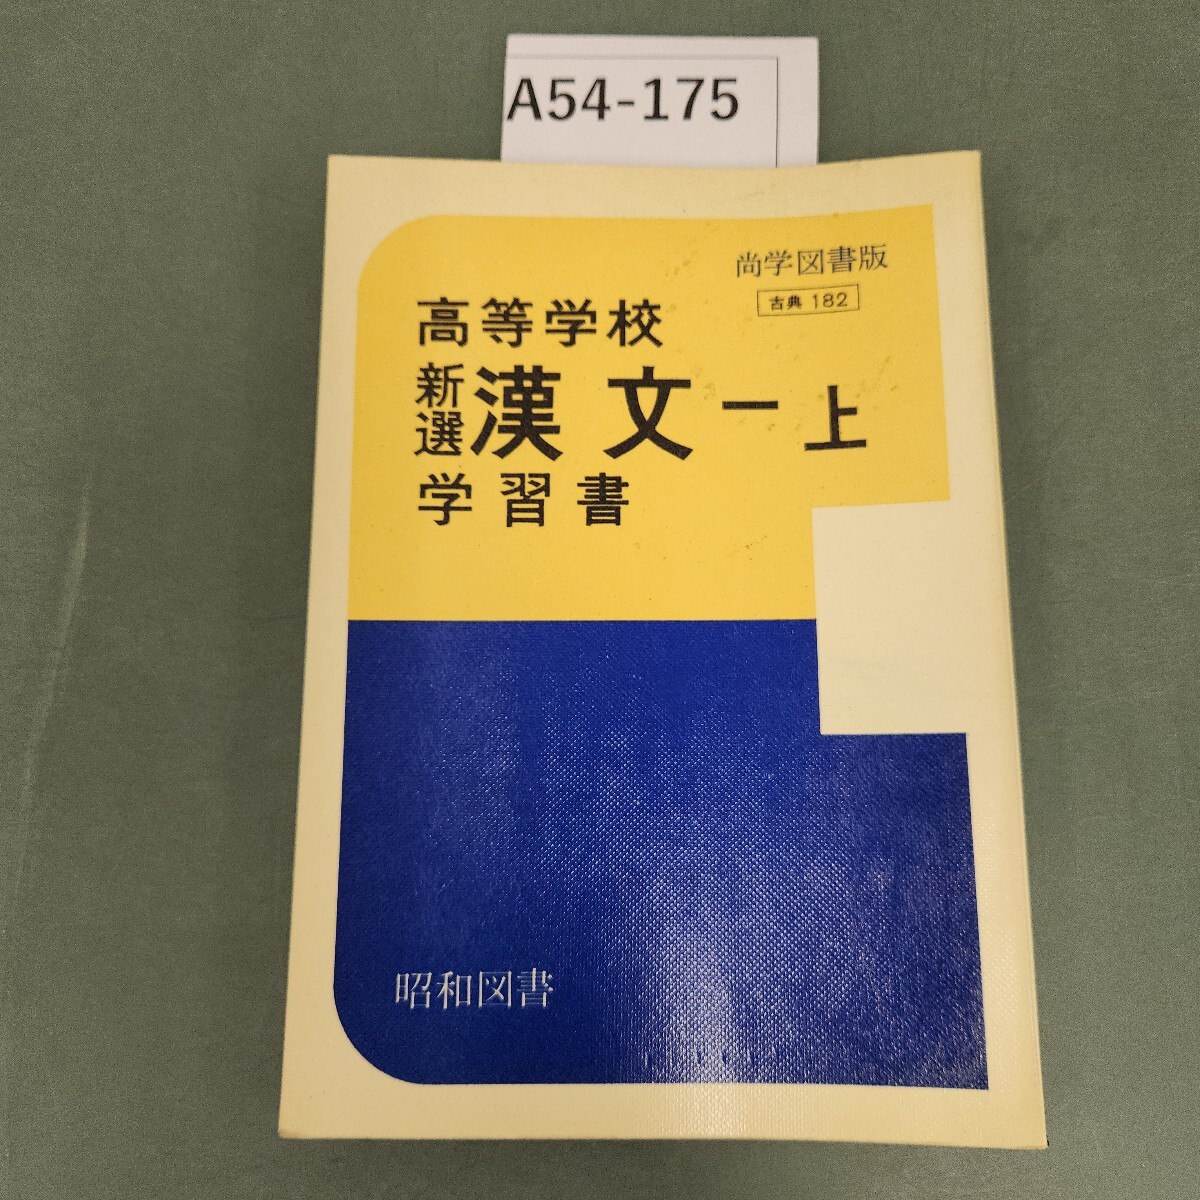 A54-175
尚学図書版
古典 182
高等学校
新選漢文一上
学習書
昭和図書